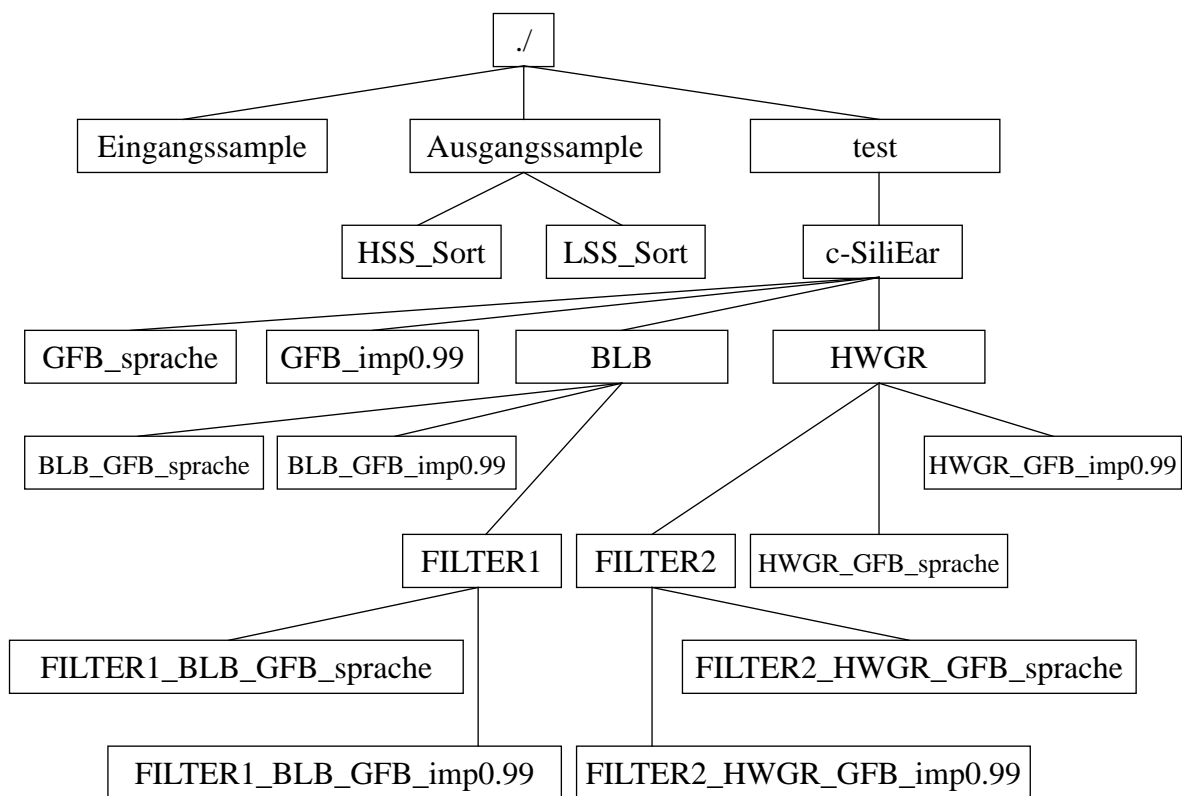 ./
Eingangssample
Ausgangssample
test
HSS_Sort
LSS_Sort
c-SiliEar
GFB_sprache
GFB_imp0.99
BLB
HWGR
BLB_GFB_sprache
BLB_GFB_imp0.99
HWGR_GFB_imp0.99
FILTER1
FILTER2
HWGR_GFB_sprache
FILTER1_BLB_GFB_sprache
FILTER2_HWGR_GFB_sprache
FILTER1_BLB_GFB_imp0.99
FILTER2_HWGR_GFB_imp0.99